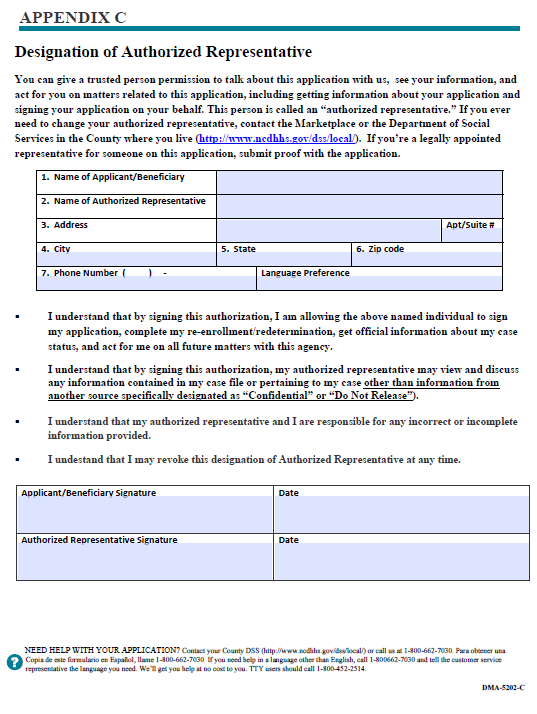 APPENDIX C
Designation of Authorized Representative
You can give a trusted person permission to talk about this application with us, see your information, and
act for you on matters related to this application, including getting information about your application and
signing your application on your behalf. This person is called an “authorized representative.” If you ever
need to change your authorized representative, contact the Marketplace or the Department of Social
Services in the County where you live (http://www.ncdhhs.gov/dss/local/). If you’re a legally appointed
representative for someone on this application, submit proof with the application.
1. Name of Applicant/Beneficiary
2. Name of Authorized Representative
3. Address Apt/Suite #
4. City 5. State 6. Zip code
7. Phone Number ( ) - Language Preference
▪ I understand that by signing this authorization, I am allowing the above named individual to sign
my application, complete my re-enrollment/redetermination, get official information about my case
status, and act for me on all future matters with this agency.
▪ I understand that by signing this authorization, my authorized representative may view and discuss
any information contained in my case file or pertaining to my case other than information from
another source specifically designated as “Confidential” or “Do Not Release”).
▪ I understand that my authorized representative and I are responsible for any incorrect or incomplete
information provided.
▪ I undestand that I may revoke this designation of Authorized Representative at any time.
Applicant/Beneficiary Signature Date
Authorized Representative Signature Date
? NEED HELP WITH YOUR APPLICATION? Contact your County DSS (http://www.ncdhhs.gov/dss/local/) or call us at 1-800-662-7030. Para obtener una
Copia de este formulario en Español, llame 1-800-662-7030. If you need help in a language other than English, call 1-800662-7030 and tell the customer service
representative the language you need. We’ll get you help at no cost to you. TTY users should call 1-800-452-2514.
DMA-5202-C